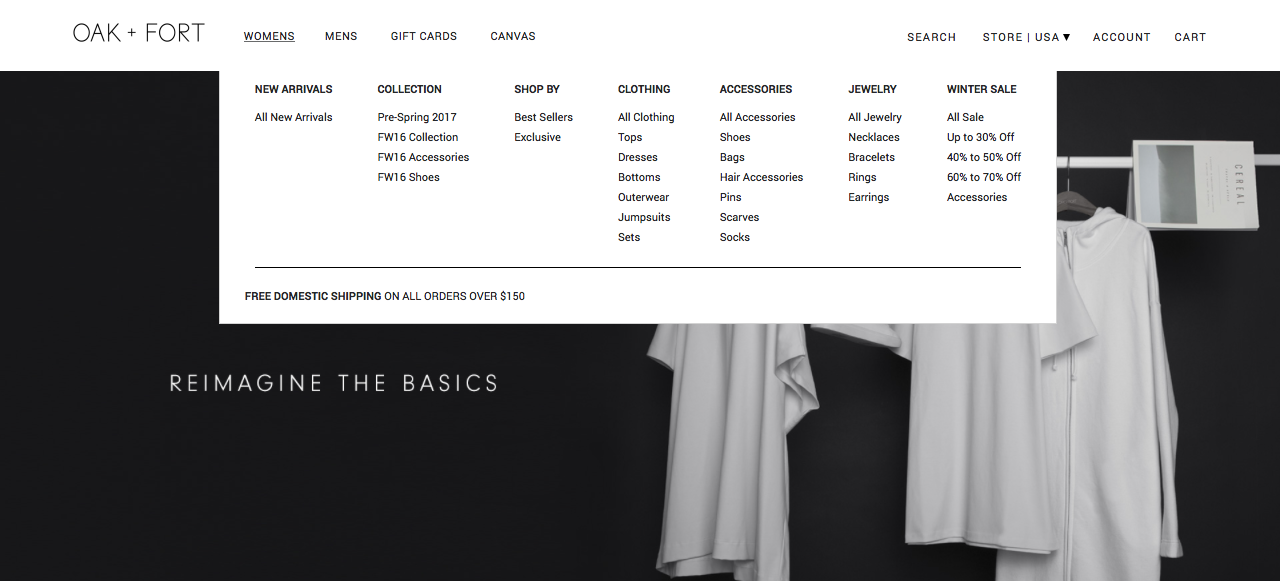 OAK + FORT
WOMENS
MENS
GIFT CARDS
CANVAS
SEARCH
STORE | USA ▼
ACCOUNT
CART
NEW ARRIVALS
All New Arrivals
COLLECTION
Pre-Spring 2017
FW16 Collection
FW16 Accessories
FW16 Shoes
SHOP BY
Best Sellers
Exclusive
CLOTHING
All Clothing
Tops
Dresses
Bottoms
Outerwear
Jumpsuits
Sets
ACCESSORIES
All Accessories
Shoes
Bags
Hair Accessories
Pins
Scarves
Socks
JEWELRY
All Jewelry
Necklaces
Bracelets
Rings
Earrings
WINTER SALE
All Sale
Up to 30% Off
40% to 50% Off
60% to 70% Off
Accessories
FREE DOMESTIC SHIPPING ON ALL ORDERS OVER $150
REIMAGINE THE BASICS
CEREAL